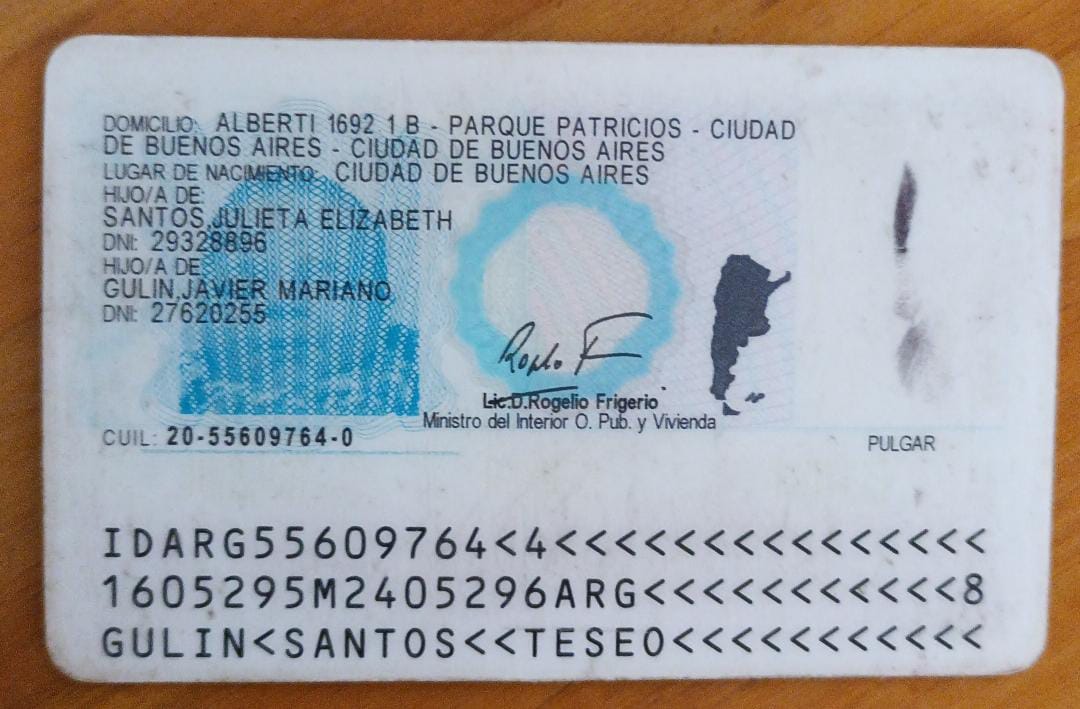 DOMICILIO: ALBERTI 1692 1 B - PARQUE PATRICIOS - CIUDAD
DE BUENOS AIRES - CIUDAD DE BUENOS AIRES
LUGAR DE NACIMIENTO: CIUDAD DE BUENOS AIRES
HIJO/A DE:
SANTOS,JULIETA ELIZABETH
DNI: 29328896
HIJO/A DE:
GULIN,JAVIER MARIANO
DNI: 27620255
Lic.D.Rogelio Frigerio
Ministro del Interior O. Pub. y Vivienda
CUIL: 20-55609764-0
PULGAR
IDARG55609764<4<<<<<<<<<<<<<<<
1605295M2405296ARG<<<<<<<<<<<8
GULIN<SANTOS<<TESEO<<<<<<<<<<<